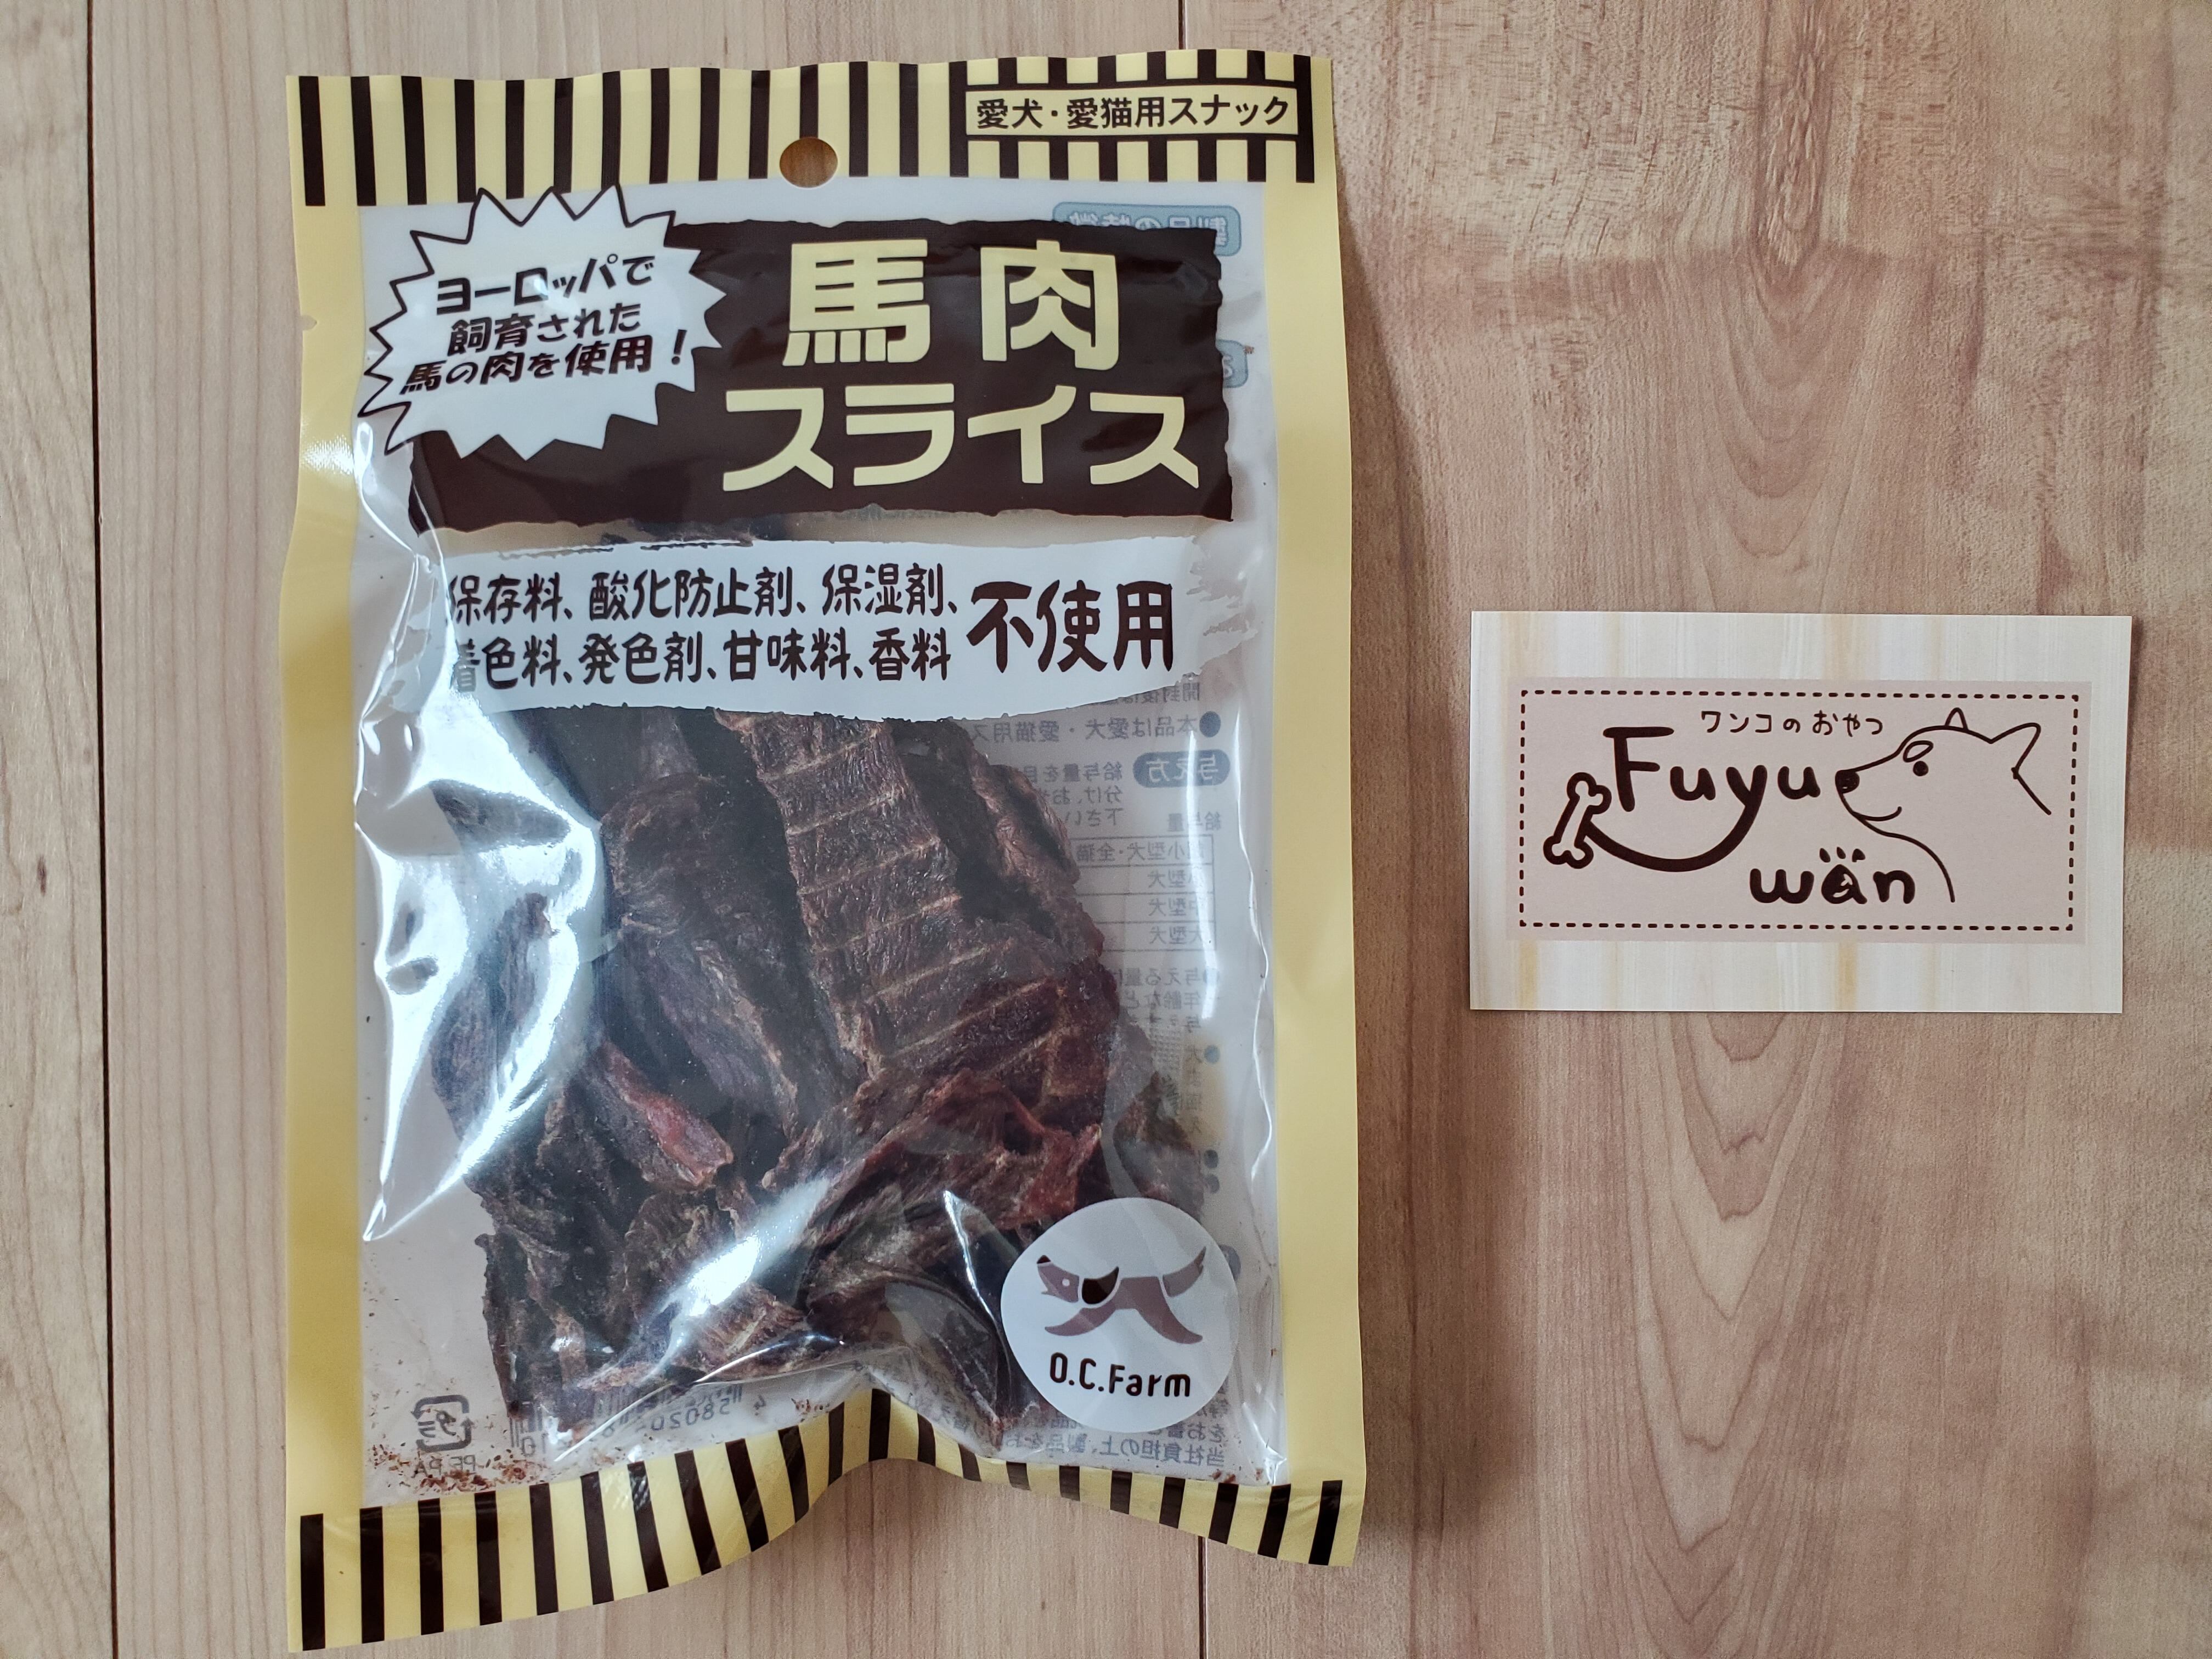 愛犬・愛猫用スナック
ヨーロッパで
飼育された
馬の肉を使用！
馬肉
スライス
保存料、酸化防止剤、保湿剤、
着色料、発色剤、甘味料、香料
不使用
O.C.Farm
プラ
ワンコのおやつ
Fuyu
wan